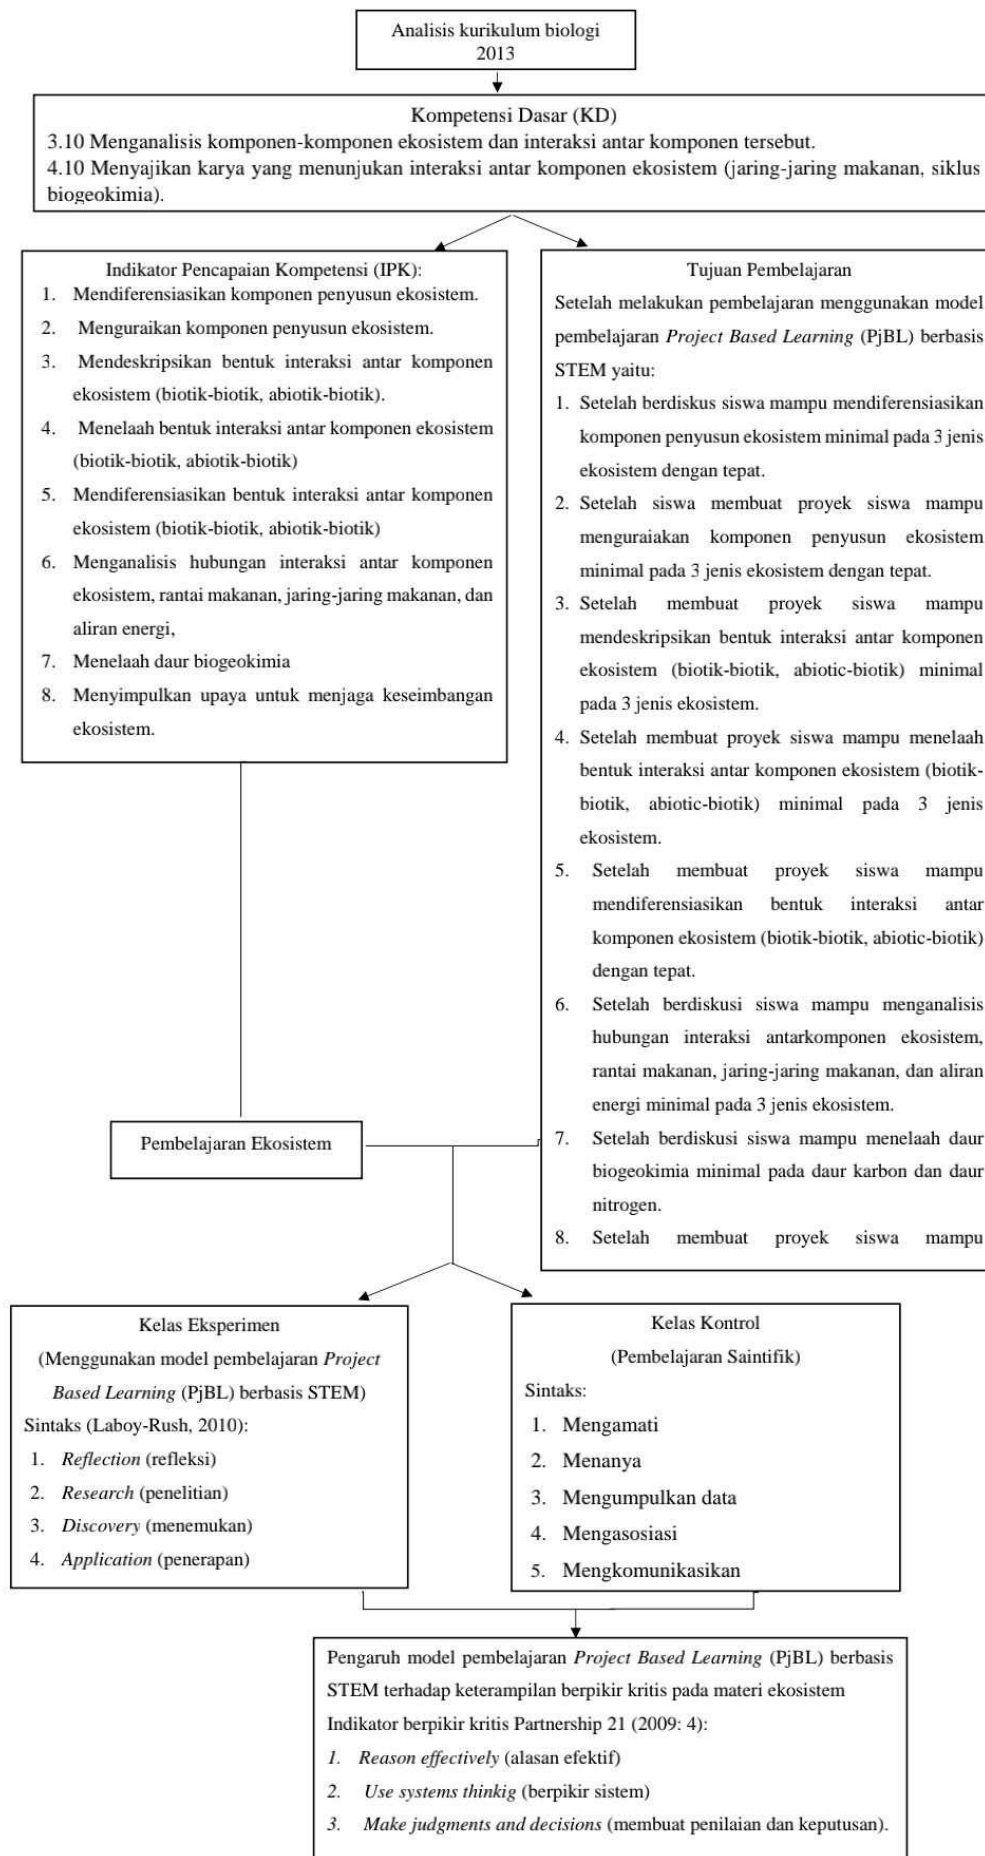 Analisis kurikulum biologi
2013
Kompetensi Dasar (KD)
3.10 Menganalisis komponen-komponen ekosistem dan interaksi antar komponen tersebut.
4.10 Menyajikan karya yang menunjukan interaksi antar komponen ekosistem (jaring-jaring makanan, siklus
biogeokimia).
Indikator Pencapaian Kompetensi (IPK):
1. Mendiferensiasikan komponen penyusun ekosistem.
2. Menguraikan komponen penyusun ekosistem.
3. Mendeskripsikan bentuk interaksi antar komponen
ekosistem (biotik-biotik, abiotik-biotik).
4. Menelaah bentuk interaksi antar komponen ekosistem
(biotik-biotik, abiotik-biotik)
5. Mendiferensiasikan bentuk interaksi antar komponen
ekosistem (biotik-biotik, abiotik-biotik)
6. Menganalisis hubungan interaksi antar komponen
ekosistem, rantai makanan, jaring-jaring makanan, dan
aliran energi,
7. Menelaah daur biogeokimia
8. Menyimpulkan upaya untuk menjaga keseimbangan
ekosistem.
Tujuan Pembelajaran
Setelah melakukan pembelajaran menggunakan model
pembelajaran Project Based Learning (PjBL) berbasis
STEM yaitu:
1. Setelah berdiskus siswa mampu mendiferensiasikan
komponen penyusun ekosistem minimal pada 3 jenis
ekosistem dengan tepat.
2. Setelah siswa membuat proyek siswa mampu
menguraiakan komponen penyusun ekosistem
minimal pada 3 jenis ekosistem dengan tepat.
3. Setelah membuat proyek siswa mampu
mendeskripsikan bentuk interaksi antar komponen
ekosistem (biotik-biotik, abiotic-biotik) minimal
pada 3 jenis ekosistem.
4. Setelah membuat proyek siswa mampu menelaah
bentuk interaksi antar komponen ekosistem (biotik-
biotik, abiotic-biotik) minimal pada 3 jenis
ekosistem.
5. Setelah membuat proyek siswa mampu
mendiferensiasikan bentuk interaksi antar
komponen ekosistem (biotik-biotik, abiotic-biotik)
dengan tepat.
6. Setelah berdiskusi siswa mampu menganalisis
hubungan interaksi antarkomponen ekosistem,
rantai makanan, jaring-jaring makanan, dan aliran
energi minimal pada 3 jenis ekosistem.
7. Setelah berdiskusi siswa mampu menelaah daur
biogeokimia minimal pada daur karbon dan daur
nitrogen.
8. Setelah membuat proyek siswa mampu
Pembelajaran Ekosistem
Kelas Eksperimen
(Menggunakan model pembelajaran Project
Based Learning (PjBL) berbasis STEM)
Sintaks (Laboy-Rush, 2010):
1. Reflection (refleksi)
2. Research (penelitian)
3. Discovery (menemukan)
4. Application (penerapan)
Kelas Kontrol
(Pembelajaran Saintifik)
Sintaks:
1. Mengamati
2. Menanya
3. Mengumpulkan data
4. Mengasosiasi
5. Mengkomunikasikan
Pengaruh model pembelajaran Project Based Learning (PjBL) berbasis
STEM terhadap keterampilan berpikir kritis pada materi ekosistem
Indikator berpikir kritis Partnership 21 (2009: 4):
1. Reason effectively (alasan efektif)
2. Use systems thinkig (berpikir sistem)
3. Make judgments and decisions (membuat penilaian dan keputusan).